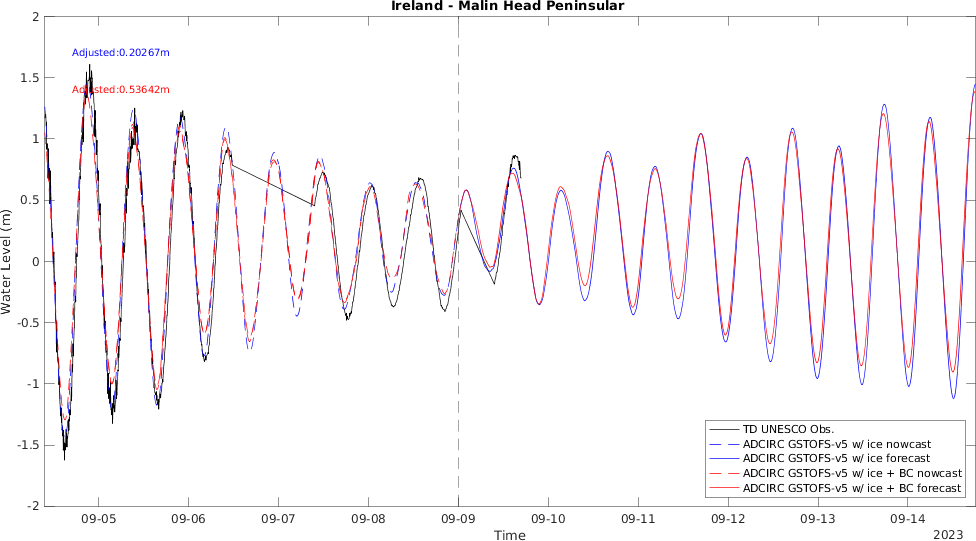 Ireland - Malin Head Peninsular
Adjusted:0.20267m
Adjusted:0.53642m
2
1.5
1
0.5
0
-0.5
-1
-1.5
-2
Water Level (m)
09-05 09-06 09-07 09-08 09-09 09-10 09-11 09-12 09-13 09-14
Time
2023
TD UNESCO Obs.
ADCIRC GSTOFS-v5 w/ ice nowcast
ADCIRC GSTOFS-v5 w/ ice forecast
ADCIRC GSTOFS-v5 w/ ice + BC nowcast
ADCIRC GSTOFS-v5 w/ ice + BC forecast